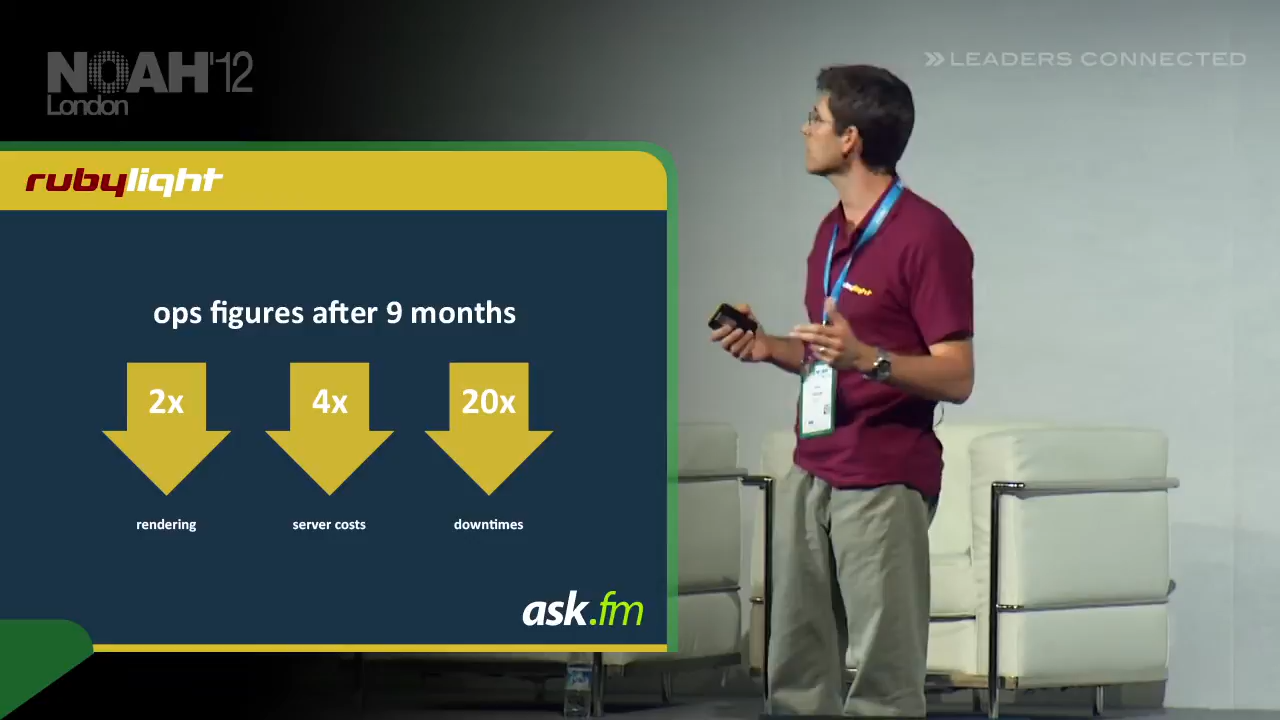 NOAH'12
London
»LEADERS CONNECTED
rubylight
ops figures after 9 months
2x
4x
20x
rendering
server costs
downtimes
ask.fm